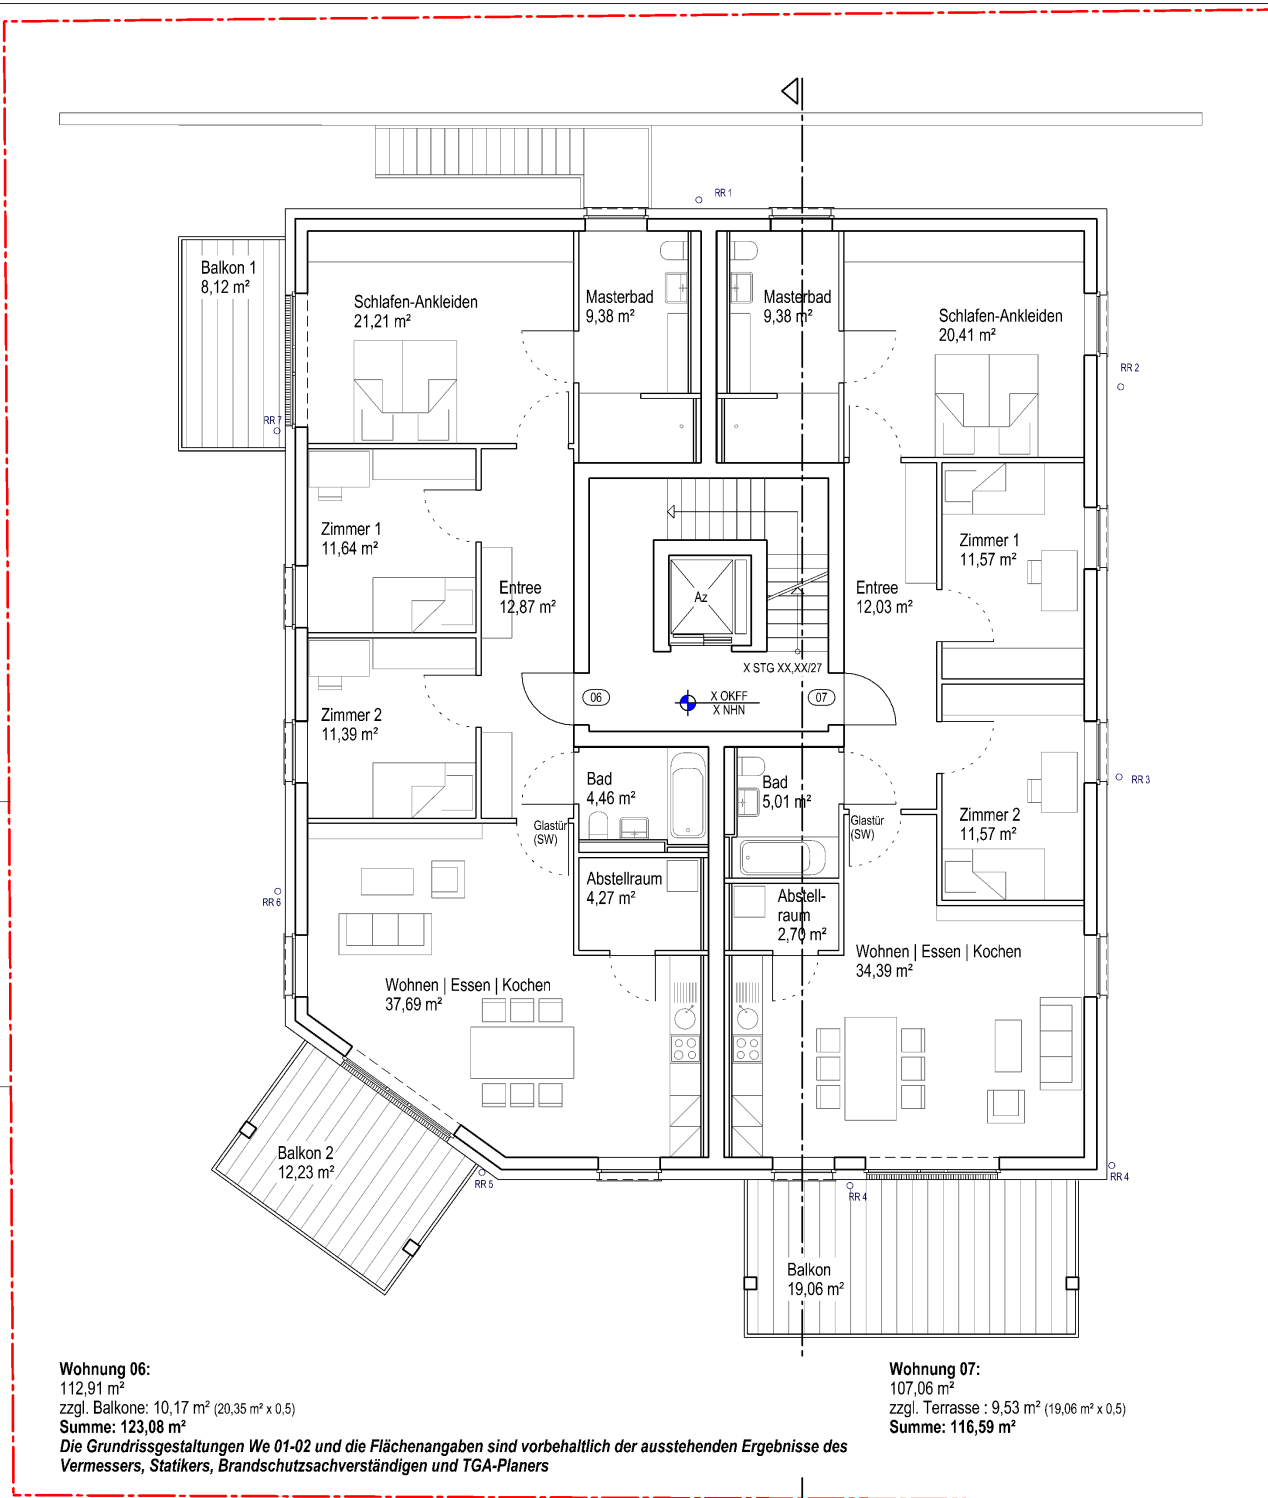 RR 1
Balkon 1
8,12 m²
Schlafen-Ankleiden
21,21 m²
Masterbad
9,38 m²
Masterbad
9,38 m²
Schlafen-Ankleiden
20,41 m²
RR 2
RR 7
Zimmer 1
11,64 m²
Entree
12,87 m²
Az
Entree
12,03 m²
Zimmer 1
11,57 m²
X STG XX,XX/27
06
X OKFF
X NHN
07
Zimmer 2
11,39 m²
Bad
4,46 m²
Bad
5,01 m²
RR 3
Glastür
(SW)
Glastür
(SW)
Zimmer 2
11,57 m²
Abstellraum
4,27 m²
Abstell-
raum
2,70 m²
RR 6
Wohnen | Essen | Kochen
37,69 m²
Wohnen | Essen | Kochen
34,39 m²
Balkon 2
12,23 m²
RR 5
RR 4
RR 4
Balkon
19,06 m²
Wohnung 06:
112,91 m²
zzgl. Balkone: 10,17 m² (20,35 m² x 0,5)
Summe: 123,08 m²
Die Grundrissgestaltungen We 01-02 und die Flächenangaben sind vorbehaltlich der ausstehenden Ergebnisse des
Vermessers, Statikers, Brandschutzsachverständigen und TGA-Planers
Wohnung 07:
107,06 m²
zzgl. Terrasse : 9,53 m² (19,06 m² x 0,5)
Summe: 116,59 m²